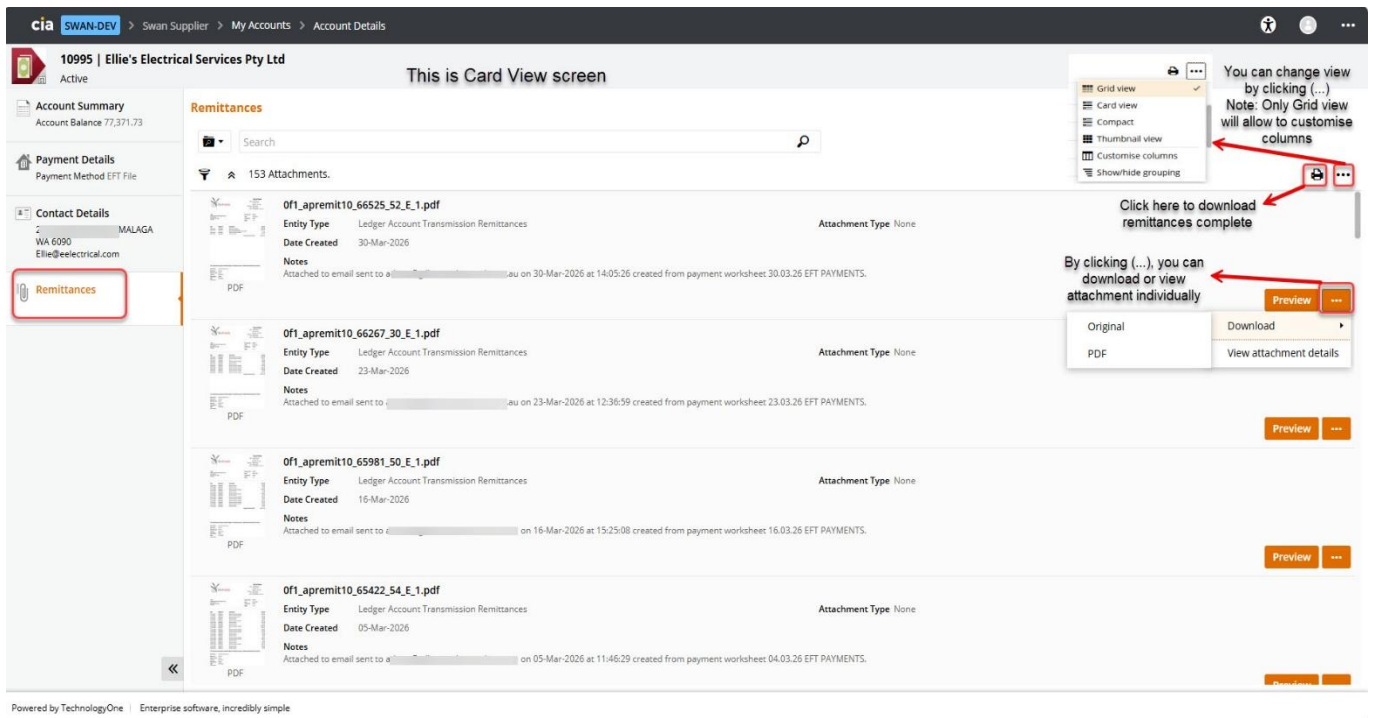 cia SWAN-DEV > Swan Supplier > My Accounts > Account Details
10995 | Ellie's Electrical Services Pty Ltd
Active
This is Card View screen
Grid view
Card view
Compact
Thumbnail view
Customise columns
Show/hide grouping
You can change view
by clicking (...)
Note: Only Grid view
will allow to customise
columns
Account Summary
Account Balance 77,371.73
Payment Details
Payment Method EFT File
Contact Details
MALAGA
WA 6090
Ellie@eelectrical.com
Remittances
Remittances
Search
153 Attachments.
Click here to download
remittances complete
0f1_apremit10_66525_52_E_1.pdf
Entity Type Ledger Account Transmission Remittances Attachment Type None
Date Created 30-Mar-2026
Notes
Attached to email sent to a .au on 30-Mar-2026 at 14:05:26 created from payment worksheet 30.03.26 EFT PAYMENTS.
PDF
By clicking (...), you can
download or view
attachment individually
Preview ...
Original
PDF
Download
View attachment details
0f1_apremit10_66267_30_E_1.pdf
Entity Type Ledger Account Transmission Remittances Attachment Type None
Date Created 23-Mar-2026
Notes
Attached to email sent to .au on 23-Mar-2026 at 12:36:59 created from payment worksheet 23.03.26 EFT PAYMENTS.
PDF
Preview ...
0f1_apremit10_65981_50_E_1.pdf
Entity Type Ledger Account Transmission Remittances Attachment Type None
Date Created 16-Mar-2026
Notes
Attached to email sent to on 16-Mar-2026 at 15:25:08 created from payment worksheet 16.03.26 EFT PAYMENTS.
PDF
Preview ...
0f1_apremit10_65422_54_E_1.pdf
Entity Type Ledger Account Transmission Remittances Attachment Type None
Date Created 05-Mar-2026
Notes
Attached to email sent to a on 05-Mar-2026 at 11:46:29 created from payment worksheet 04.03.26 EFT PAYMENTS.
PDF
Preview
Powered by TechnologyOne | Enterprise software, incredibly simple